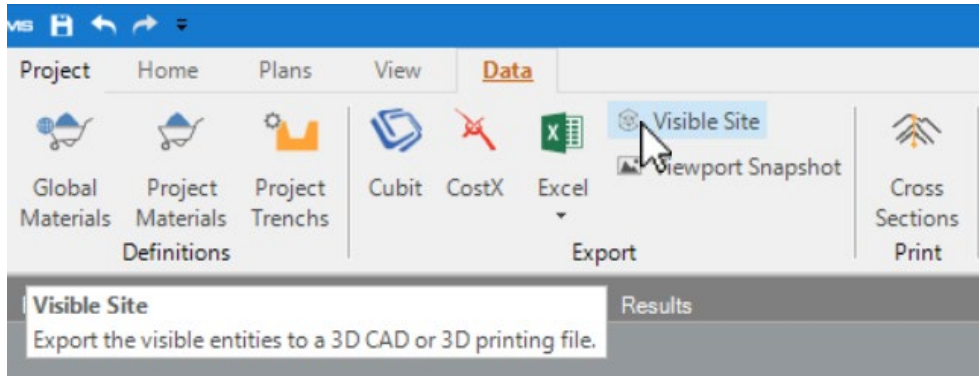 Project Home Plans View Data
Global Materials
Project Materials
Project Trenchs
Cubit
CostX
Excel
Visible Site
Viewport Snapshot
Cross Sections
Definitions
Export
Print
Visible Site
Results
Export the visible entities to a 3D CAD or 3D printing file.